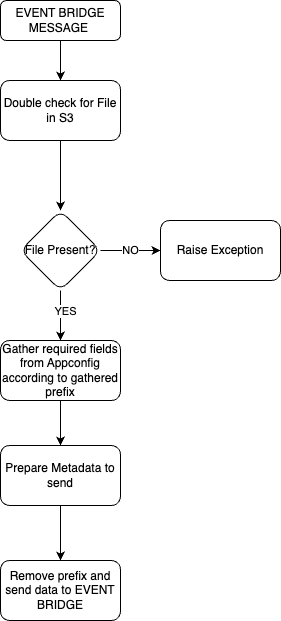 EVENT BRIDGE
MESSAGE
Double check for File
in S3
File Present?
NO
Raise Exception
YES
Gather required fields
from Appconfig
according to gathered
prefix
Prepare Metadata to
send
Remove prefix and
send data to EVENT
BRIDGE